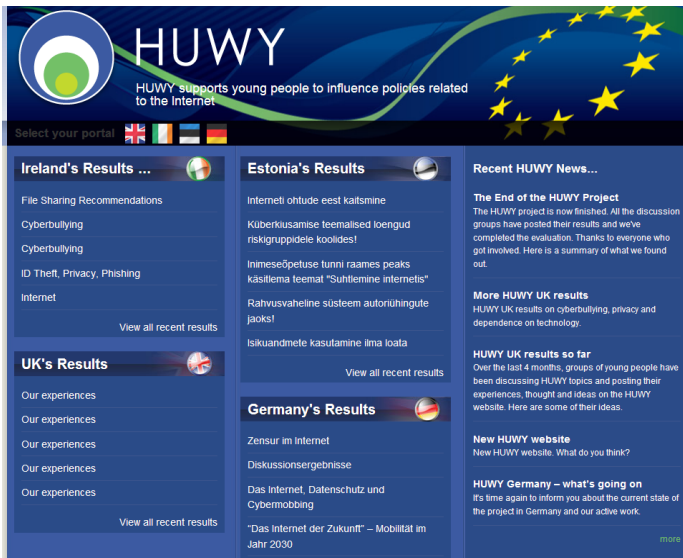 HUWY
HUWY supports young people to influence policies related
to the Internet
Select your portal
Ireland's Results ...
File Sharing Recommendations
Cyberbullying
Cyberbullying
ID Theft, Privacy, Phishing
Internet
View all recent results
UK's Results
Our experiences
Our experiences
Our experiences
Our experiences
Our experiences
View all recent results
Estonia's Results
Interneti ohtude eest kaitsmine
Küberkiusamise teemalised loengud
riskigruppidele koolides!
Inimeseõpetuse tunni raames peaks
käsitlema teemat "Suhtlemine internetis"
Rahvusvaheline süsteem autoriühingute
jaoks!
Isikuandmete kasutamine ilma loata
View all recent results
Germany's Results
Zensur im Internet
Diskussionsergebnisse
Das Internet, Datenschutz und
Cybermobbing
"Das Internet der Zukunft" – Mobilität im
Jahr 2030
Recent HUWY News...
The End of the HUWY Project
The HUWY project is now finished. All the discussion
groups have posted their results and we've
completed the evaluation. Thanks to everyone who
got involved. Here is a summary of what we found
out.
More HUWY UK results
HUWY UK results on cyberbullying, privacy and
dependence on technology.
HUWY UK results so far
Over the last 4 months, groups of young people have
been discussing HUWY topics and posting their
experiences, thought and ideas on the HUWY
website. Here are some of their ideas.
New HUWY website
New HUWY website. What do you think?
HUWY Germany – what's going on
It's time again to inform you about the current state of
the project in Germany and our active work.
more